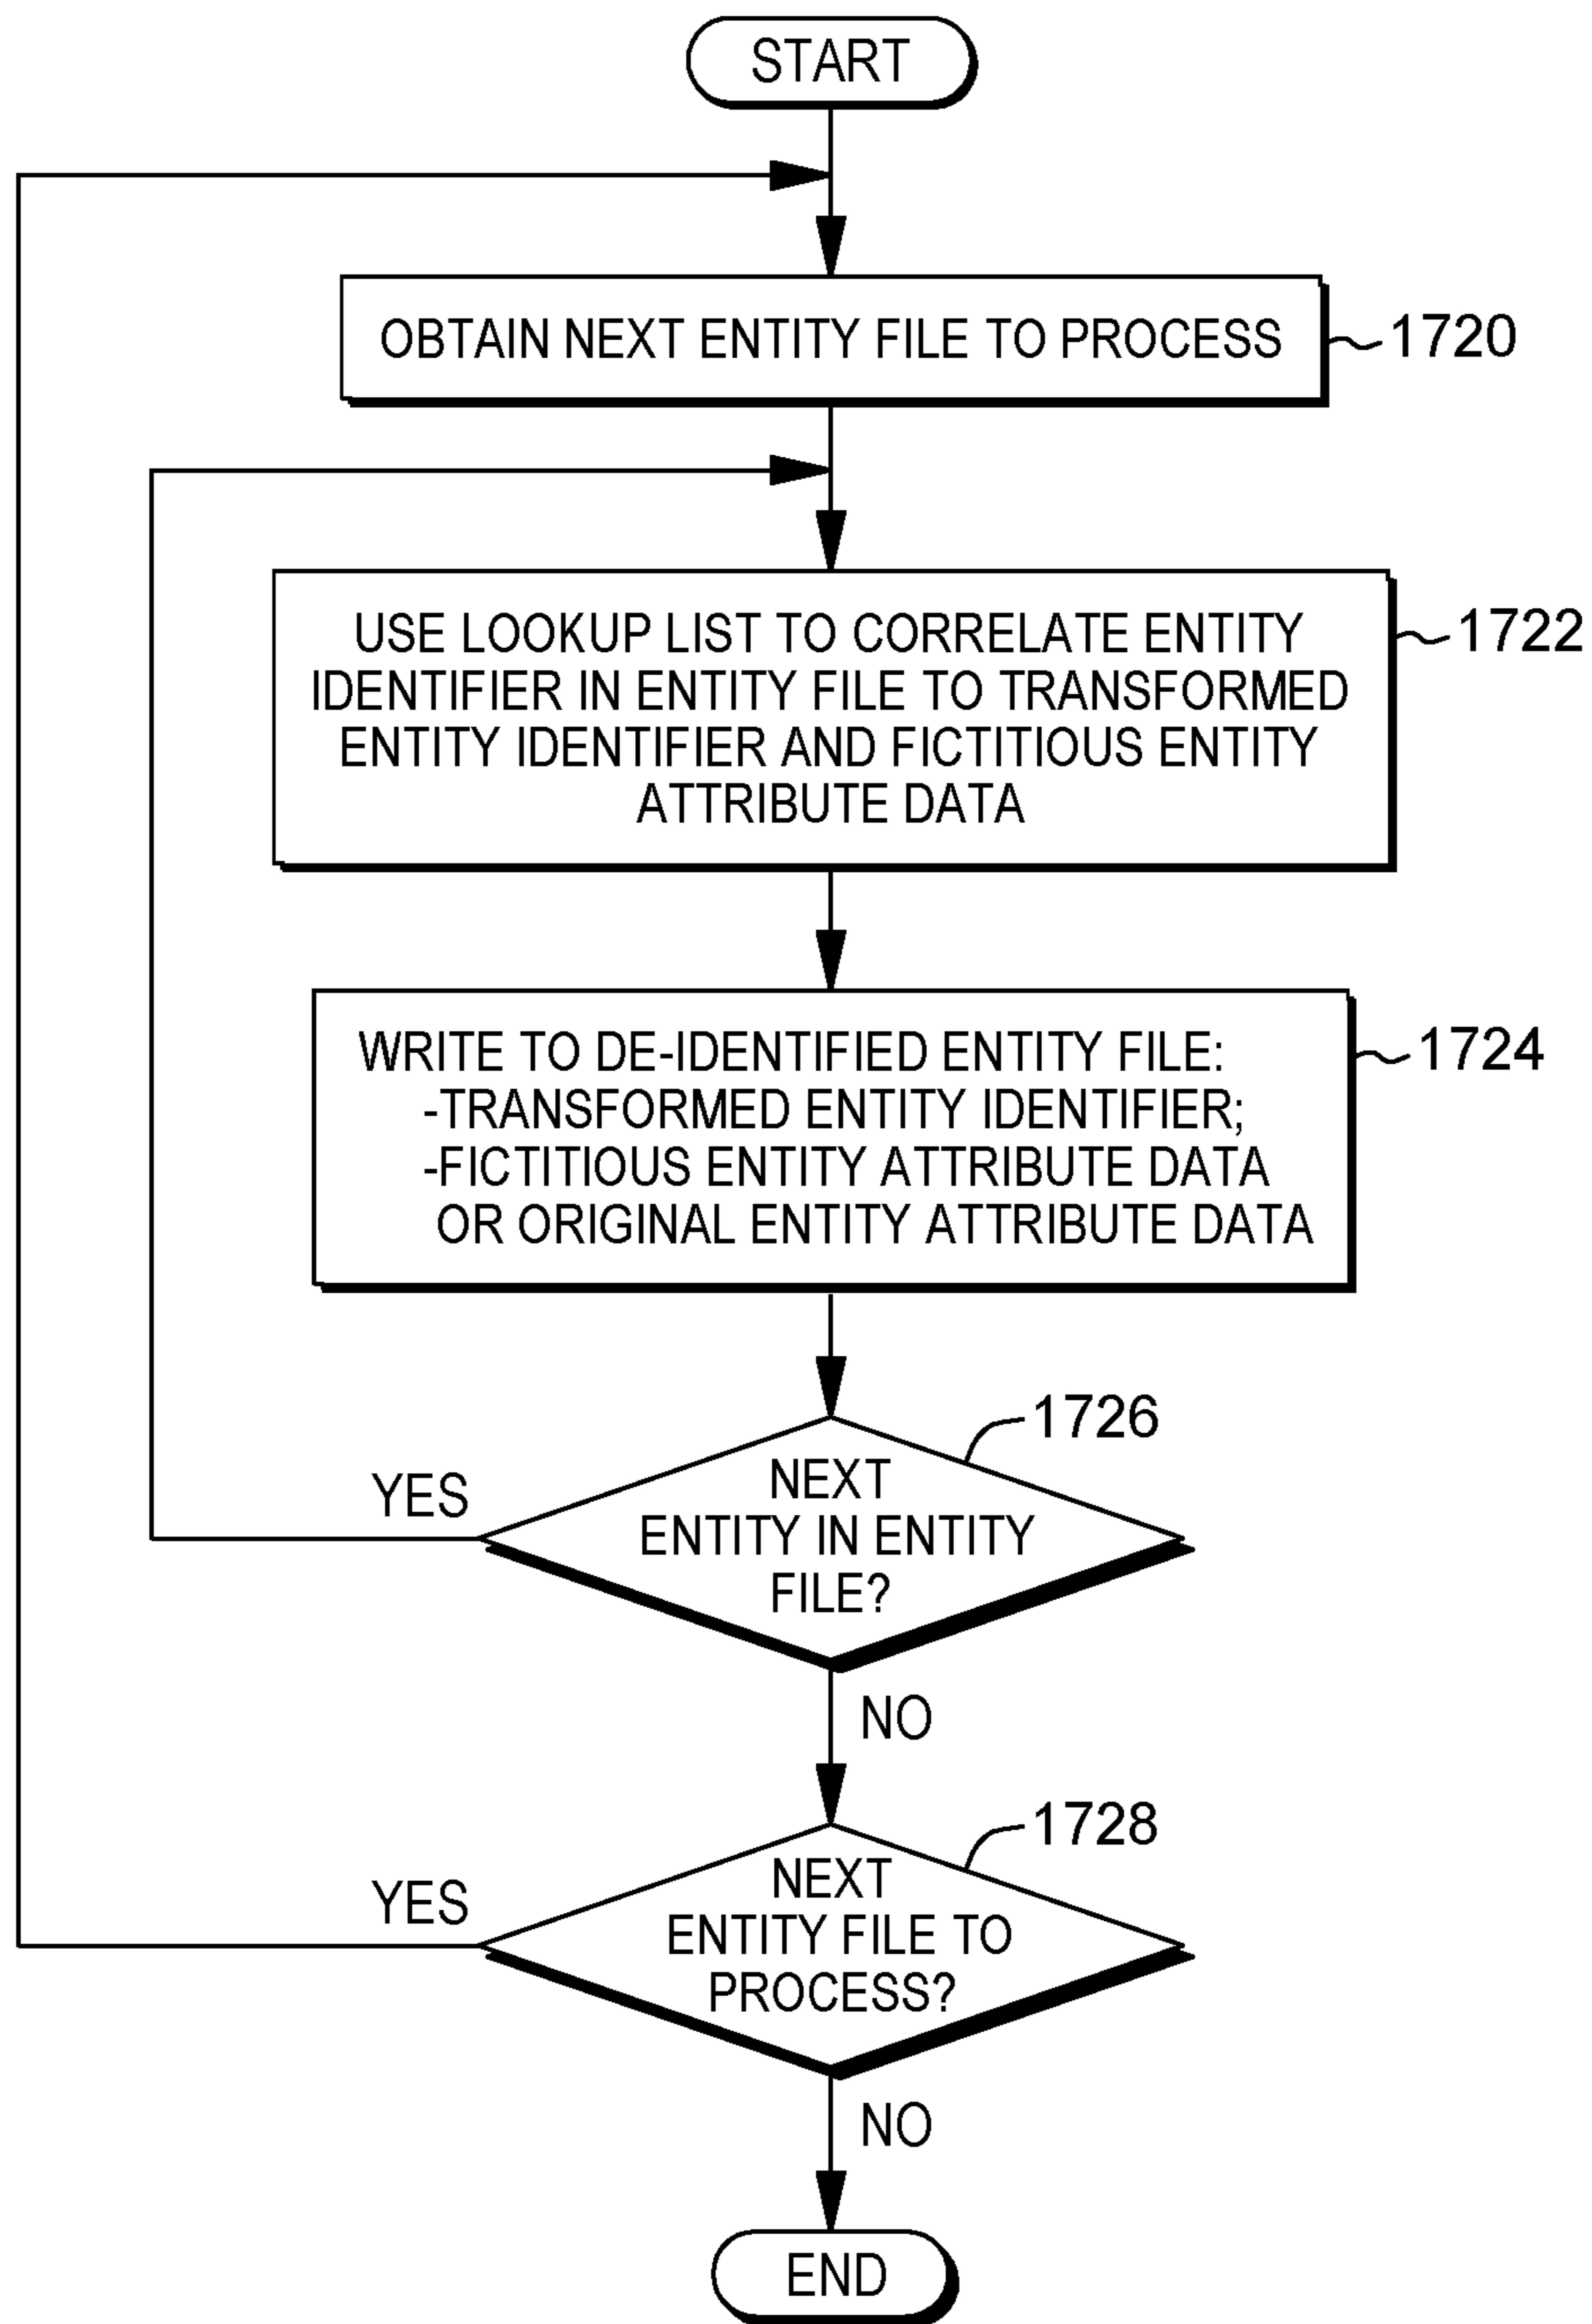 START
OBTAIN NEXT ENTITY FILE TO PROCESS
1720
USE LOOKUP LIST TO CORRELATE ENTITY
IDENTIFIER IN ENTITY FILE TO TRANSFORMED
ENTITY IDENTIFIER AND FICTITIOUS ENTITY
ATTRIBUTE DATA
1722
WRITE TO DE-IDENTIFIED ENTITY FILE:
-TRANSFORMED ENTITY IDENTIFIER;
-FICTITIOUS ENTITY ATTRIBUTE DATA
OR ORIGINAL ENTITY ATTRIBUTE DATA
1724
1726
NEXT
ENTITY IN ENTITY
FILE?
YES
NO
1728
NEXT
ENTITY FILE TO
PROCESS?
YES
NO
END